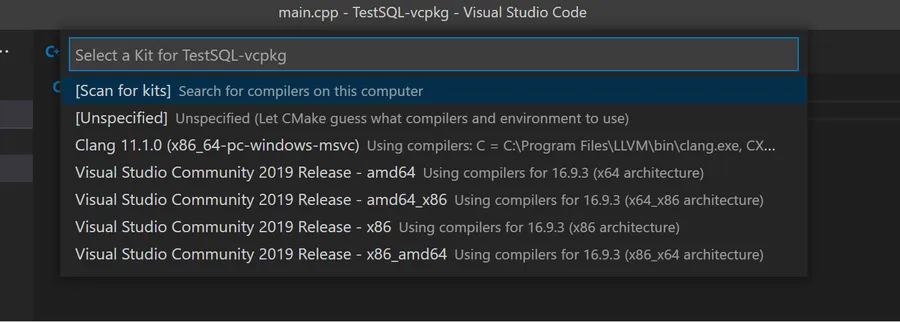 main.cpp - TestSQL-vcpkg - Visual Studio Code
Select a Kit for TestSQL-vcpkg
[Scan for kits] Search for compilers on this computer
[Unspecified] Unspecified (Let CMake guess what compilers and environment to use)
Clang 11.1.0 (x86_64-pc-windows-msvc) Using compilers: C = C:\Program Files\LLVM\bin\clang.exe, CX...
Visual Studio Community 2019 Release - amd64 Using compilers for 16.9.3 (x64 architecture)
Visual Studio Community 2019 Release - amd64_x86 Using compilers for 16.9.3 (x64_x86 architecture)
Visual Studio Community 2019 Release - x86 Using compilers for 16.9.3 (x86 architecture)
Visual Studio Community 2019 Release - x86_amd64 Using compilers for 16.9.3 (x86_x64 architecture)